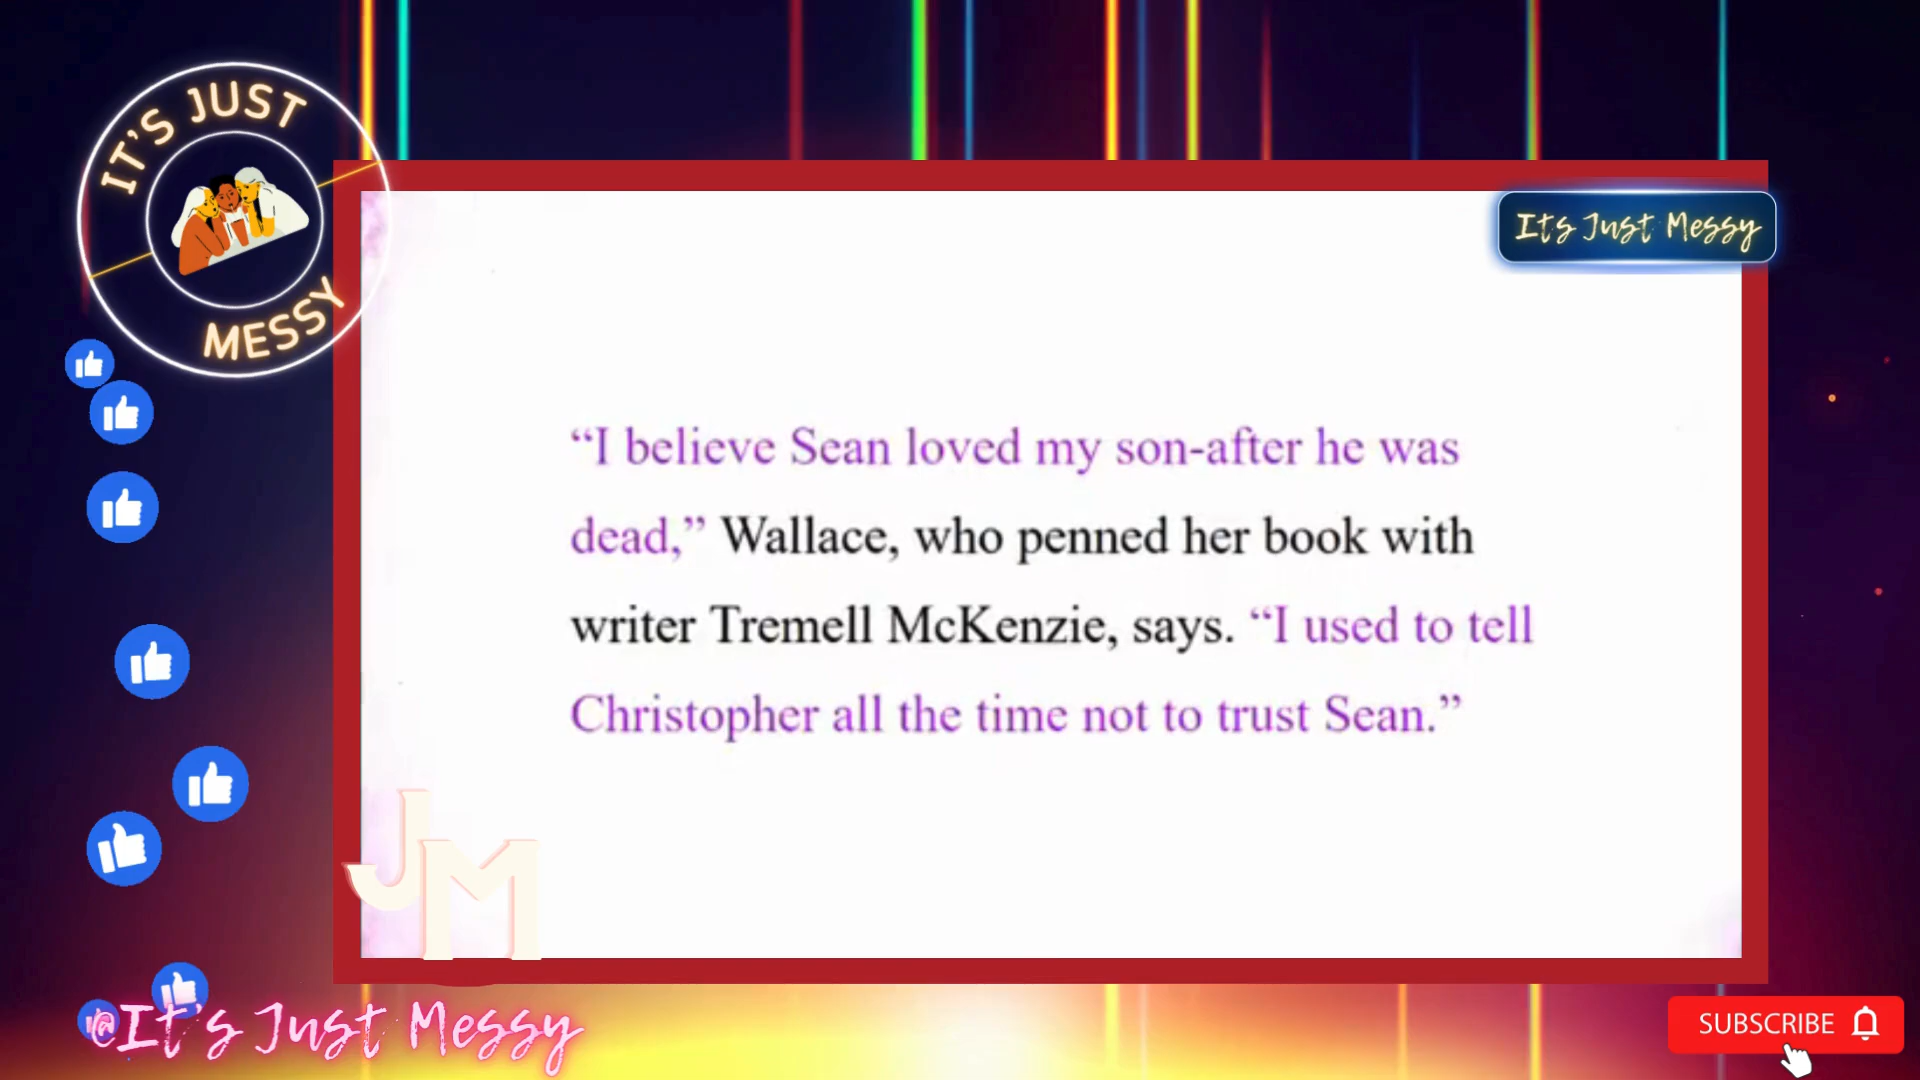 IT'S JUST
MESSY
Its Just Messy
“I believe Sean loved my son-after he was
dead,” Wallace, who penned her book with
writer Tremell McKenzie, says. “I used to tell
Christopher all the time not to trust Sean.”
JM
@It's Just Messy
SUBSCRIBE